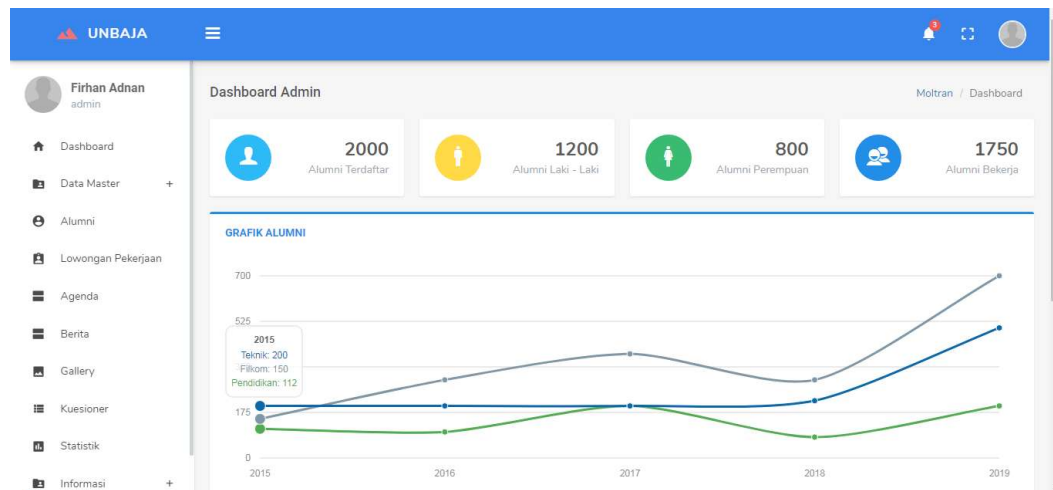 UNBAJA
3
Firhan Adnan
admin
Dashboard
Data Master +
Alumni
Lowongan Pekerjaan
Agenda
Berita
Gallery
Kuesioner
Statistik
Informasi +
Dashboard Admin
Moltran / Dashboard
2000
Alumni Terdaftar
1200
Alumni Laki - Laki
800
Alumni Perempuan
1750
Alumni Bekerja
GRAFIK ALUMNI
700
525
175
0
2015
Teknik: 200
Filkom: 150
Pendidikan: 112
2015 2016 2017 2018 2019